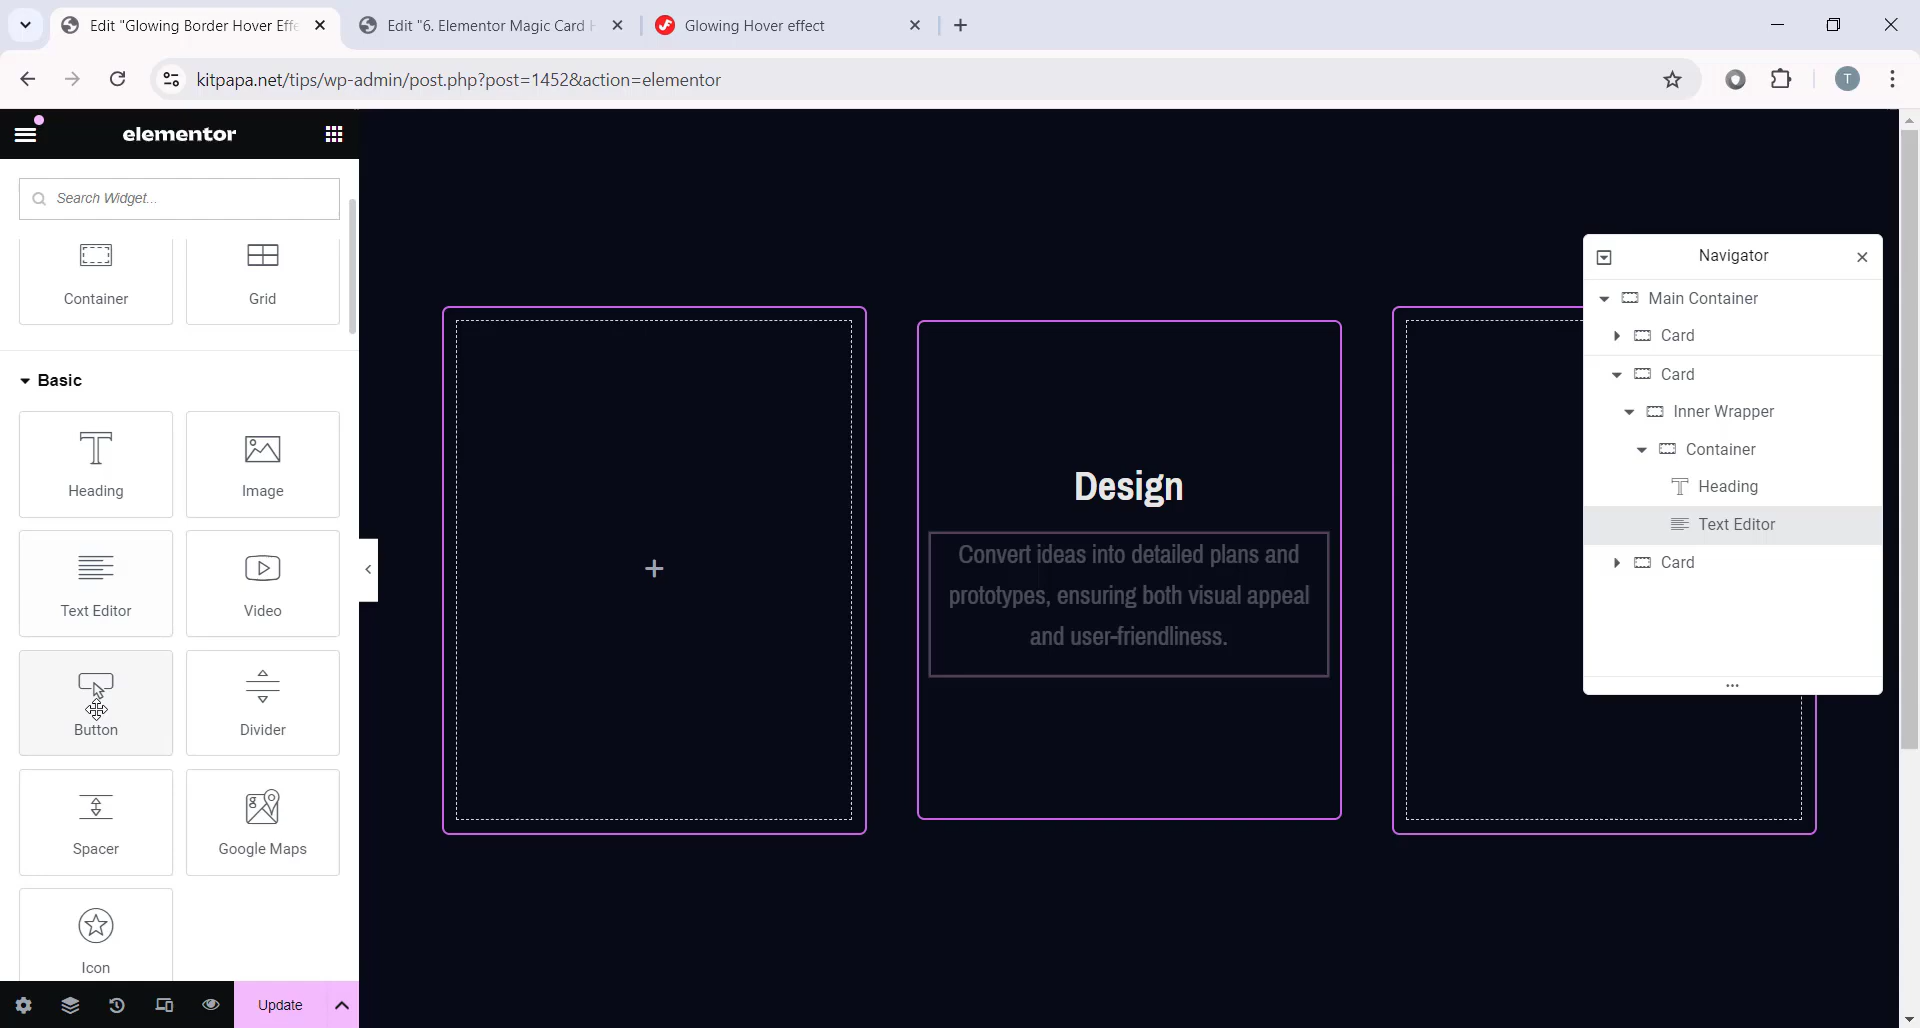 Edit "Glowing Border Hover Effe
Edit "6. Elementor Magic Card H
Glowing Hover effect
kitpapa.net/tips/wp-admin/post.php?post=1452&action=elementor
T
elementor
Search Widget...
Container
Grid
Basic
Heading
Image
Text Editor
Video
Button
Divider
Spacer
Google Maps
Icon
Update
Design
Convert ideas into detailed plans and
prototypes, ensuring both visual appeal
and user-friendliness.
Navigator
Main Container
Card
Card
Inner Wrapper
Container
Heading
Text Editor
Card